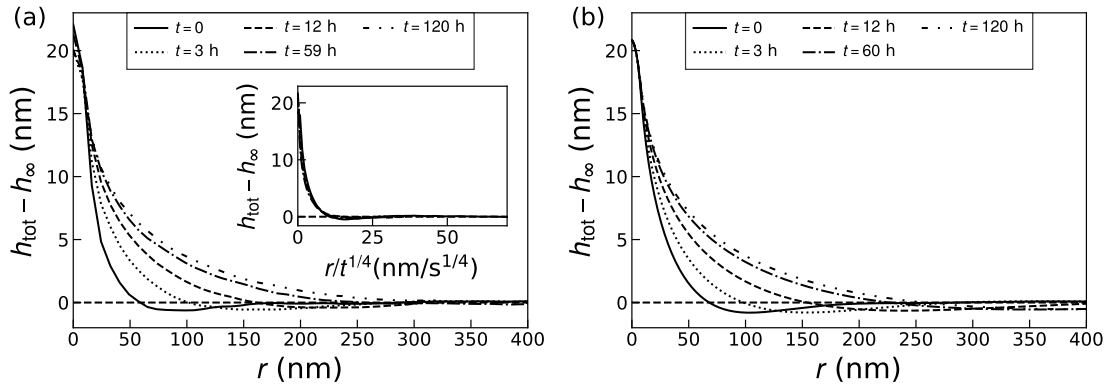 (a)
t = 0
t = 3 h
t = 12 h
t = 59 h
t = 120 h
20
15
10
5
0
h_tot − h_∞ (nm)
0 50 100 150 200 250 300 350 400
r (nm)
20
10
0
h_tot − h_∞ (nm)
0 25 50
r/t^1/4(nm/s^1/4)
(b)
t = 0
t = 3 h
t = 12 h
t = 60 h
t = 120 h
20
15
10
5
0
h_tot − h_∞ (nm)
0 50 100 150 200 250 300 350 400
r (nm)